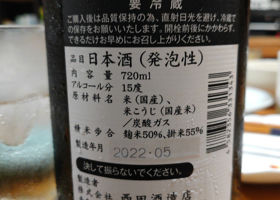 要冷蔵
ご購入後は品質保持の為、直射日光を避け、冷蔵で
の保存をお願いいたします。開栓前後にかかわらず、
できるだけお早めにお召し上がりください。
品目 日本酒(発泡性)
内容量 720ml
アルコール分 15度
原材料名 米(国産)、
米こうじ(国産米)
/炭酸ガス
精米歩合 麹米50%、掛米55%
製造年月 2022.05
決して振らないでください。
製造者
株式会社 西田酒造店